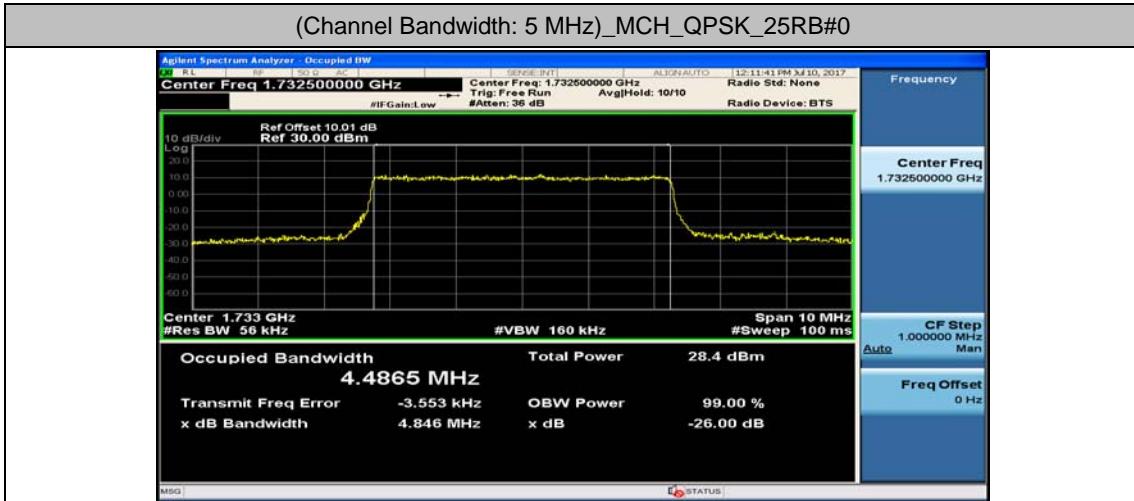 (Channel Bandwidth: 5 MHz)_MCH_QPSK_25RB#0
Agilent Spectrum Analyzer - Occupied BW
RL RF 50 Ω AC SENSE:INT ALIGN AUTO 12:11:41 PM Jul 10, 2017
Center Freq 1.732500000 GHz
Center Freq: 1.732500000 GHz
Radio Std: None
Trig: Free Run Avg|Hold: 10/10
#IFGain:Low #Atten: 36 dB Radio Device: BTS
Ref Offset 10.01 dB
10 dB/div Ref 30.00 dBm
Log
20.0
10.0
0.00
-10.0
-20.0
-30.0
-40.0
-50.0
-60.0
Center 1.733 GHz Span 10 MHz
#Res BW 56 kHz #VBW 160 kHz #Sweep 100 ms
Occupied Bandwidth Total Power 28.4 dBm
4.4865 MHz
Transmit Freq Error -3.553 kHz OBW Power 99.00 %
x dB Bandwidth 4.846 MHz x dB -26.00 dB
MSG STATUS
Frequency
Center Freq
1.732500000 GHz
CF Step
1.000000 MHz
Auto Man
Freq Offset
0 Hz